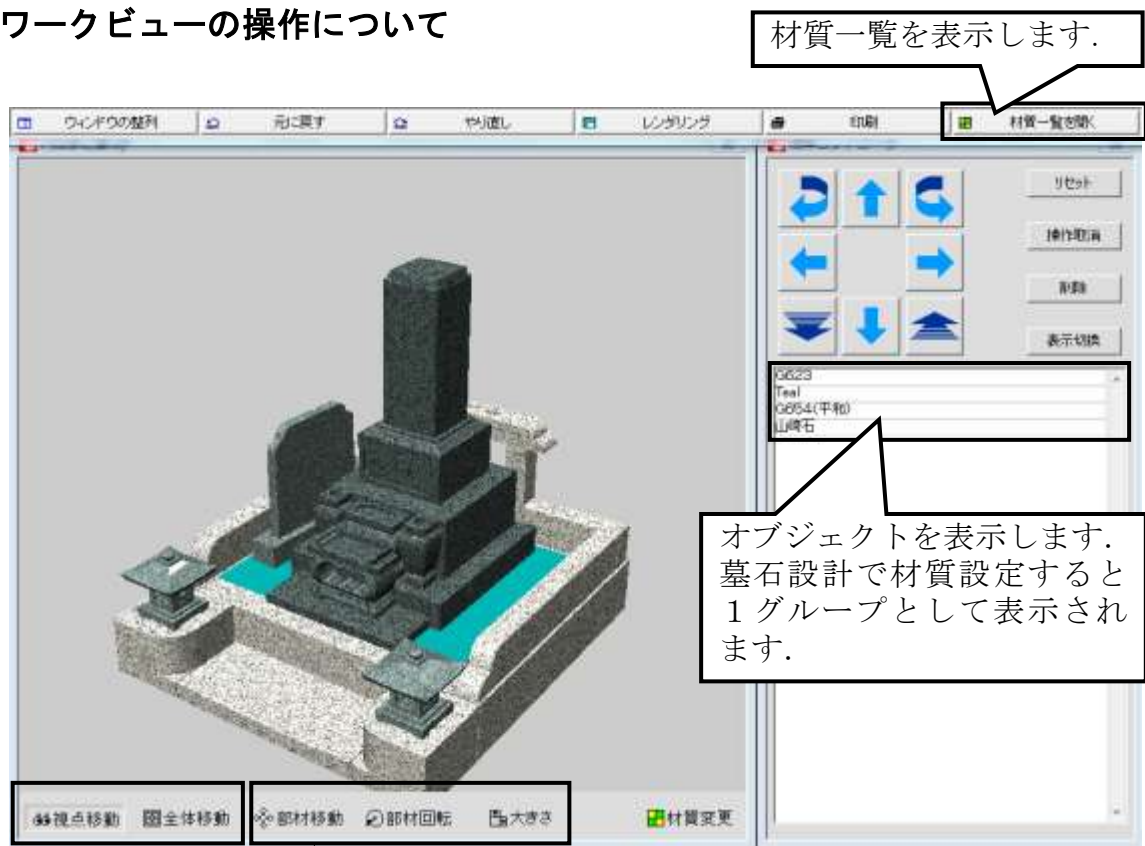 ワークビューの操作について
材質一覧を表示します.
ウィンドウの整列 元に戻す やり直し レンダリング 印刷 材質一覧を開く
リセット
操作取消
削除
表示切換
G623
Teal
G654(平和)
山崎石
オブジェクトを表示します.
墓石設計で材質設定すると
１グループとして表示され
ます.
視点移動 全体移動 部材移動 部材回転 大きさ 材質変更